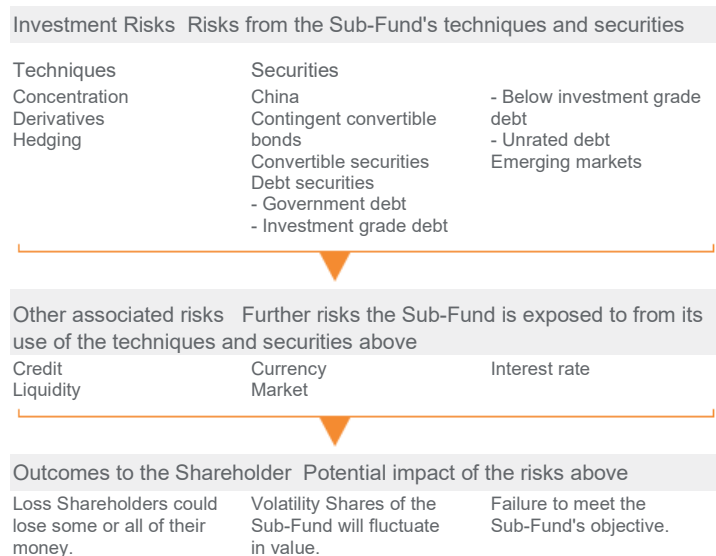 Investment Risks Risks from the Sub-Fund's techniques and securities
Techniques
Concentration
Derivatives
Hedging
Securities
China
Contingent convertible
bonds
Convertible securities
Debt securities
- Government debt
- Investment grade debt
- Below investment grade
debt
- Unrated debt
Emerging markets
Other associated risks Further risks the Sub-Fund is exposed to from its
use of the techniques and securities above
Credit
Liquidity
Currency
Market
Interest rate
Outcomes to the Shareholder Potential impact of the risks above
Loss Shareholders could
lose some or all of their
money.
Volatility Shares of the
Sub-Fund will fluctuate
in value.
Failure to meet the
Sub-Fund's objective.